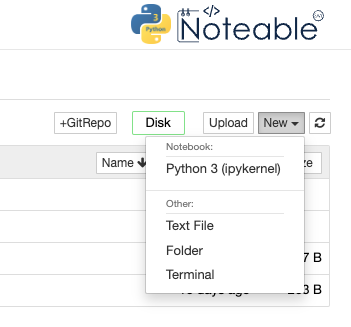 Python
</>
Noteable
+GitRepo
Disk
Upload
New
Notebook:
Name
Python 3 (ipykernel)
Other:
Text File
Folder
7 B
Terminal
B